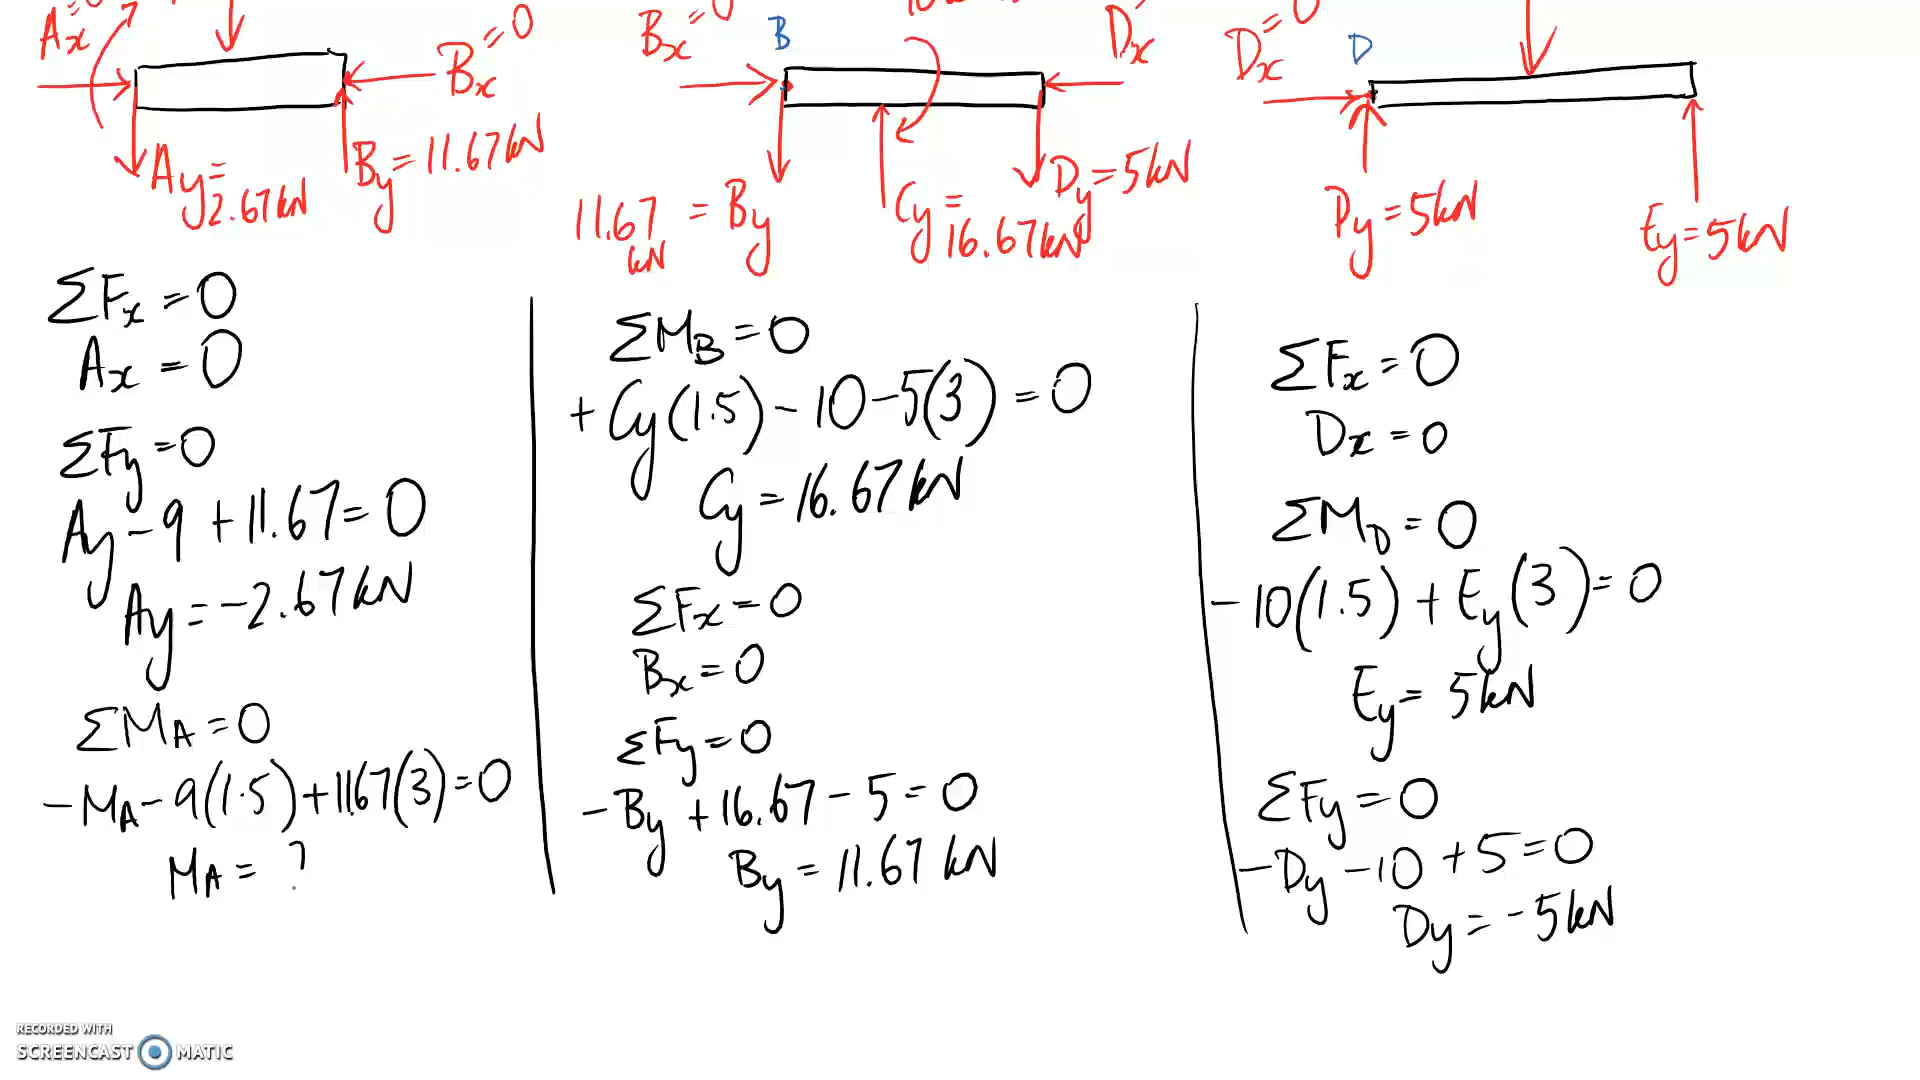 Ax =0
Bx =0
Ay = 2.67kN
By = 11.67kN
Bx =0
B
Dx
11.67 kN = By
Cy = 16.67kN
Dy = 5kN
Dx =0
D
Dy = 5kN
Ey = 5kN
ΣFx = 0
Ax = 0
ΣFy = 0
Ay - 9 + 11.67 = 0
Ay = -2.67kN
ΣMA = 0
-MA - 9(1.5) + 11.67(3) = 0
MA = ?
ΣMB = 0
+ Cy(1.5) - 10 - 5(3) = 0
Cy = 16.67kN
ΣFx = 0
Bx = 0
ΣFy = 0
-By + 16.67 - 5 = 0
By = 11.67 kN
ΣFx = 0
Dx = 0
ΣMD = 0
-10(1.5) + Ey(3) = 0
Ey = 5kN
ΣFy = 0
-Dy - 10 + 5 = 0
Dy = -5kN
RECORDED WITH
SCREENCAST MATIC